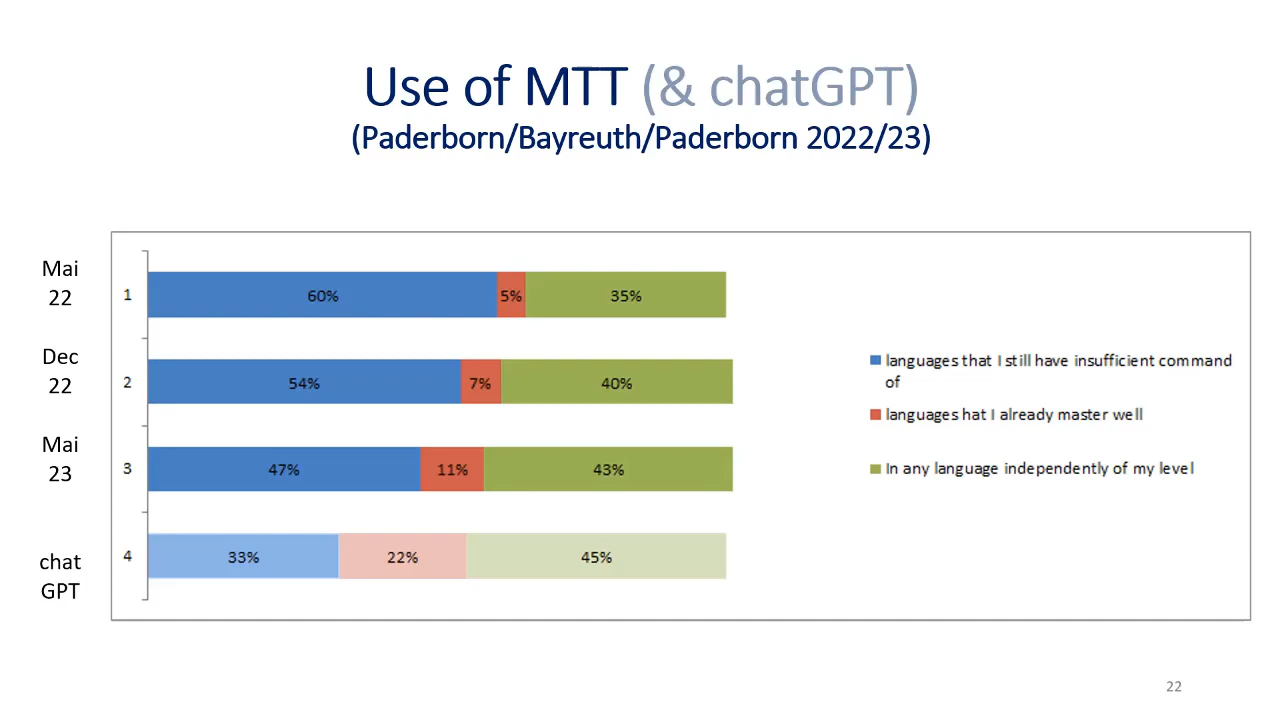 Use of MTT (& chatGPT)
(Paderborn/Bayreuth/Paderborn 2022/23)
Mai
22
1
60%
5%
35%
Dec
22
2
54%
7%
40%
Mai
23
3
47%
11%
43%
chat
GPT
4
33%
22%
45%
languages that I still have insufficient command
of
languages hat I already master well
In any language independently of my level
22